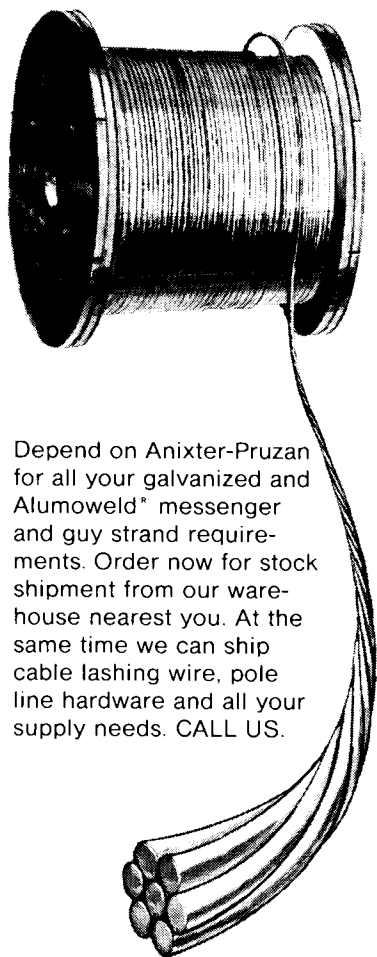 Depend on Anixter-Pruzan
for all your galvanized and
Alumoweld® messenger
and guy strand require-
ments. Order now for stock
shipment from our ware-
house nearest you. At the
same time we can ship
cable lashing wire, pole
line hardware and all your
supply needs. CALL US.